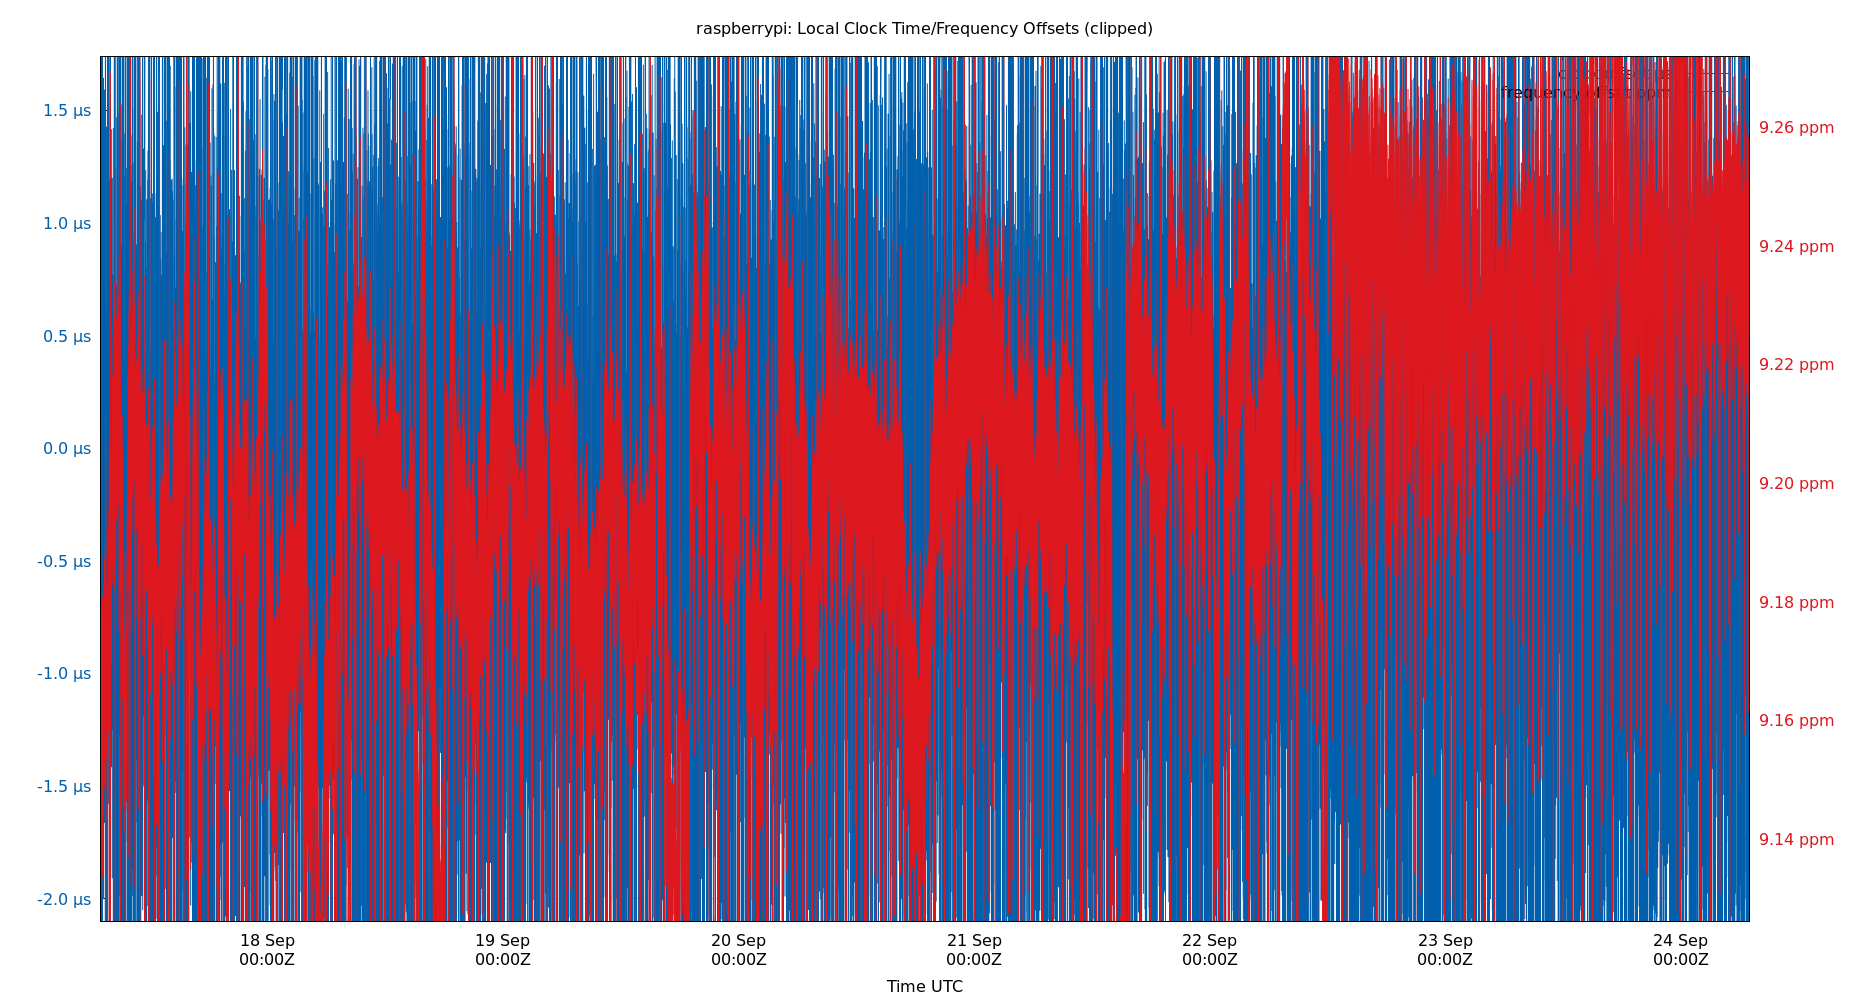 raspberrypi: Local Clock Time/Frequency Offsets (clipped)
frequency offset ppm
1.5 µs
1.0 µs
0.5 µs
0.0 µs
-0.5 µs
-1.0 µs
-1.5 µs
-2.0 µs
9.26 ppm
9.24 ppm
9.22 ppm
9.20 ppm
9.18 ppm
9.16 ppm
9.14 ppm
18 Sep
00:00Z
19 Sep
00:00Z
20 Sep
00:00Z
21 Sep
00:00Z
22 Sep
00:00Z
23 Sep
00:00Z
24 Sep
00:00Z
Time UTC